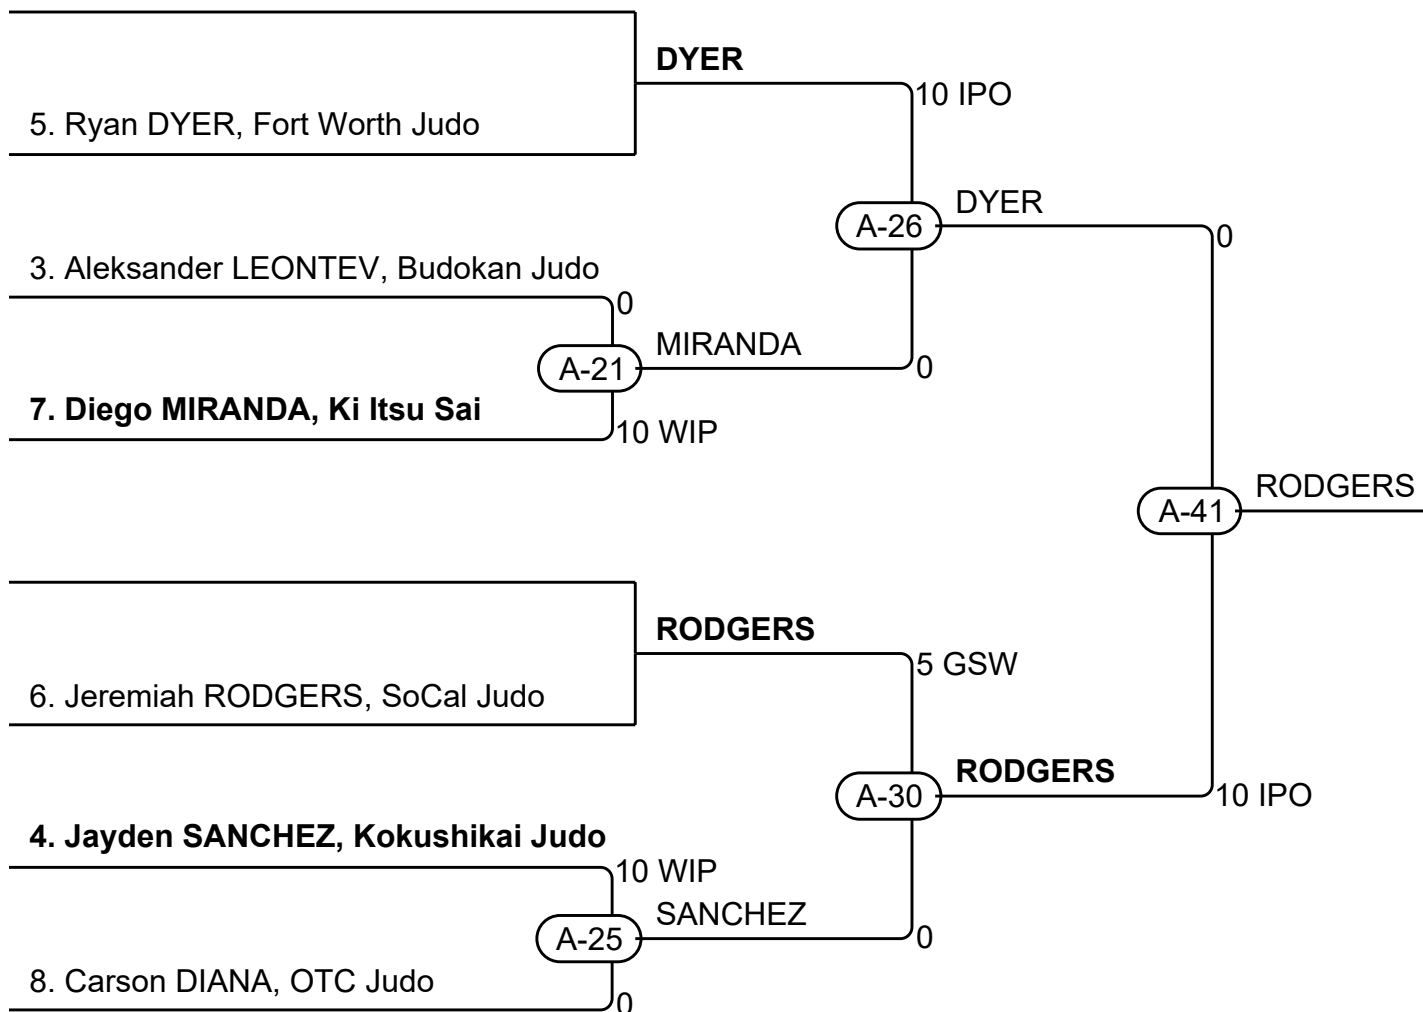 DYER
10 IPO
5. Ryan DYER, Fort Worth Judo
DYER
A-26
0
3. Aleksander LEONTEV, Budokan Judo
0
MIRANDA
A-21
0
7. Diego MIRANDA, Ki Itsu Sai
10 WIP
RODGERS
A-41
RODGERS
5 GSW
6. Jeremiah RODGERS, SoCal Judo
RODGERS
A-30
10 IPO
4. Jayden SANCHEZ, Kokushikai Judo
10 WIP
SANCHEZ
A-25
0
8. Carson DIANA, OTC Judo
0